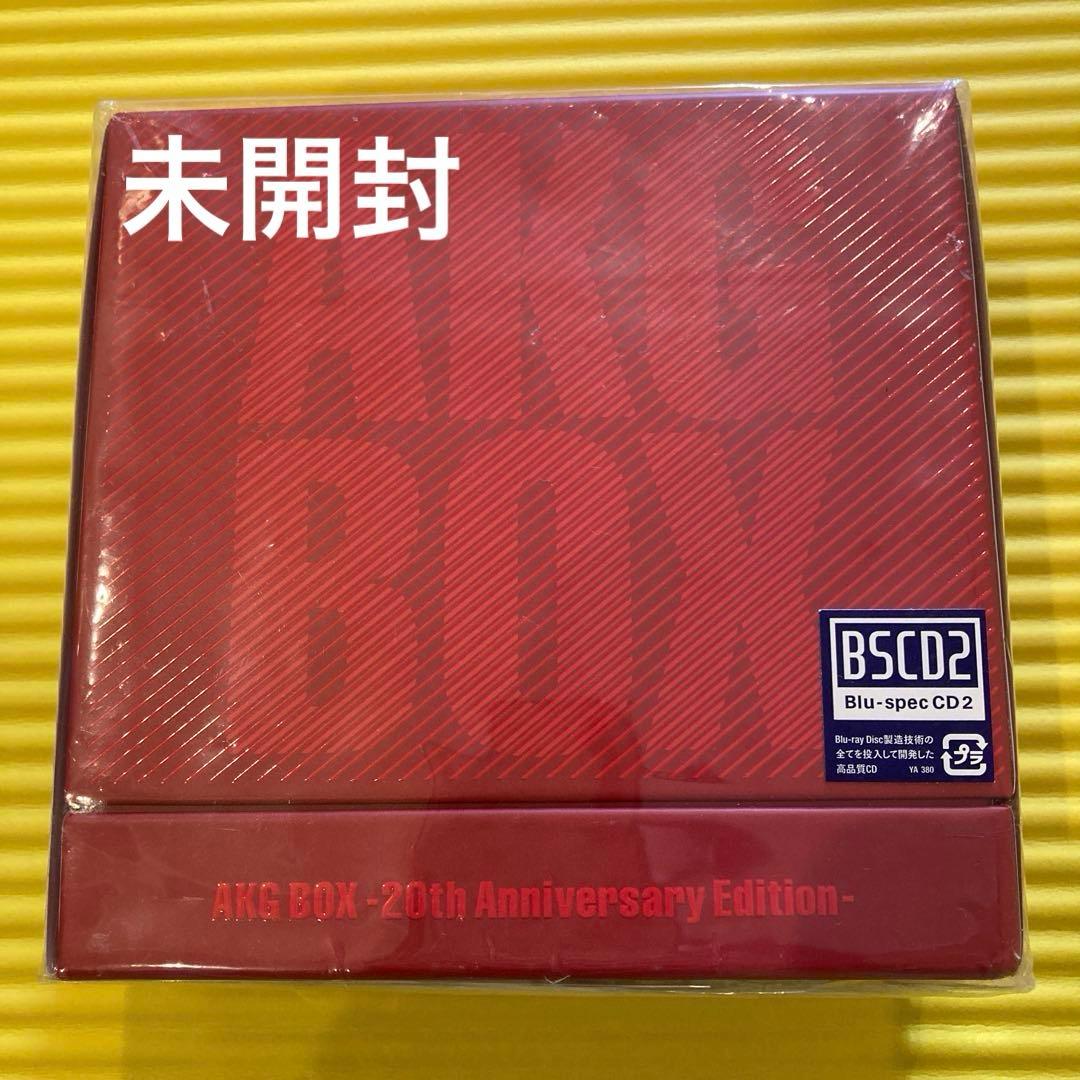 未開封
AKG
BOX
BSCD2
Blu-spec CD2
Blu-ray Disc製造技術の
全てを投入して開発した
高品質CD YA 380
プラ
AKG BOX -20th Anniversary Edition-